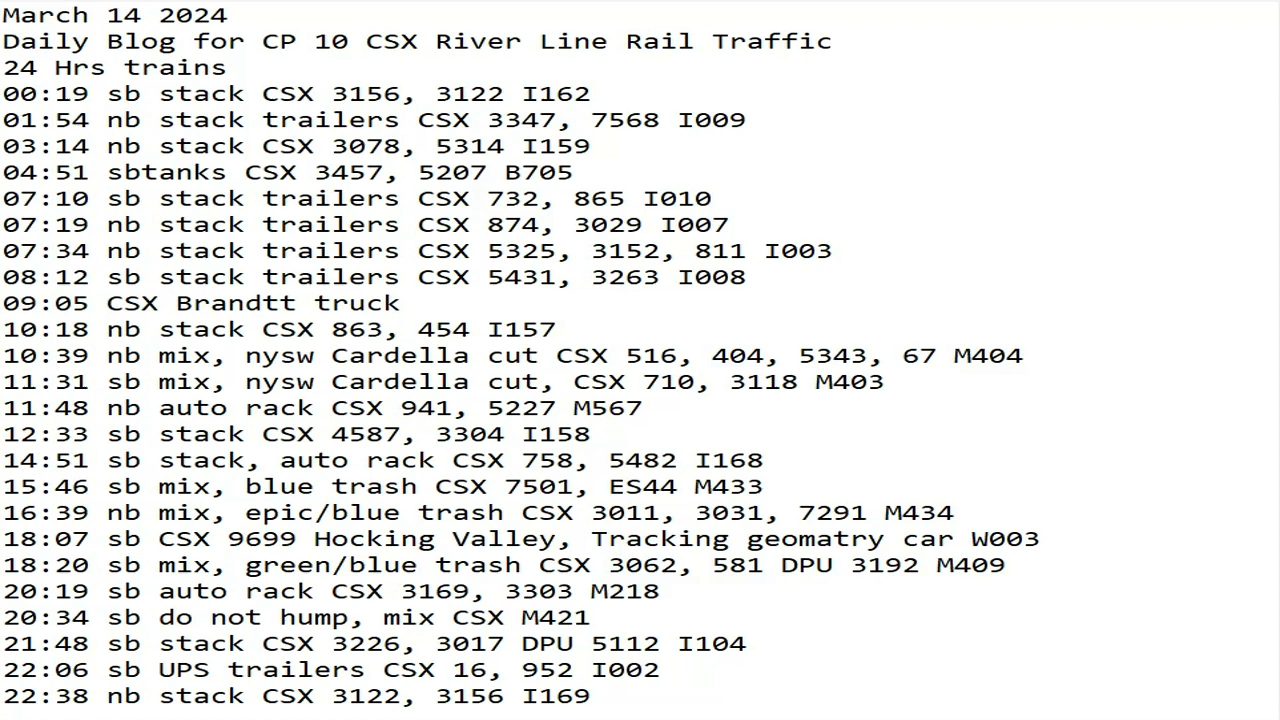 March 14 2024
Daily Blog for CP 10 CSX River Line Rail Traffic
24 Hrs trains
00:19 sb stack CSX 3156, 3122 I162
01:54 nb stack trailers CSX 3347, 7568 I009
03:14 nb stack CSX 3078, 5314 I159
04:51 sbtanks CSX 3457, 5207 B705
07:10 sb stack trailers CSX 732, 865 I010
07:19 nb stack trailers CSX 874, 3029 I007
07:34 nb stack trailers CSX 5325, 3152, 811 I003
08:12 sb stack trailers CSX 5431, 3263 I008
09:05 CSX Brandtt truck
10:18 nb stack CSX 863, 454 I157
10:39 nb mix, nysw Cardella cut CSX 516, 404, 5343, 67 M404
11:31 sb mix, nysw Cardella cut, CSX 710, 3118 M403
11:48 nb auto rack CSX 941, 5227 M567
12:33 sb stack CSX 4587, 3304 I158
14:51 sb stack, auto rack CSX 758, 5482 I168
15:46 sb mix, blue trash CSX 7501, ES44 M433
16:39 nb mix, epic/blue trash CSX 3011, 3031, 7291 M434
18:07 sb CSX 9699 Hocking Valley, Tracking geomatry car W003
18:20 sb mix, green/blue trash CSX 3062, 581 DPU 3192 M409
20:19 sb auto rack CSX 3169, 3303 M218
20:34 sb do not hump, mix CSX M421
21:48 sb stack CSX 3226, 3017 DPU 5112 I104
22:06 sb UPS trailers CSX 16, 952 I002
22:38 nb stack CSX 3122, 3156 I169